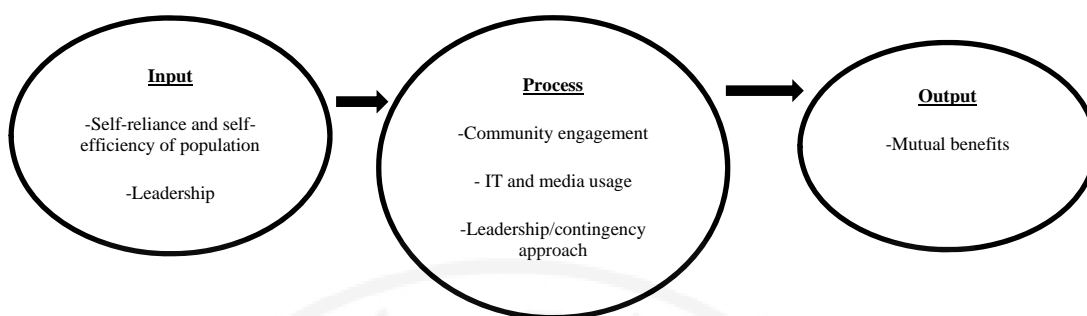 Input
-Self-reliance and self-
efficiency of population
-Leadership
Process
-Community engagement
- IT and media usage
-Leadership/contingency
approach
Output
-Mutual benefits